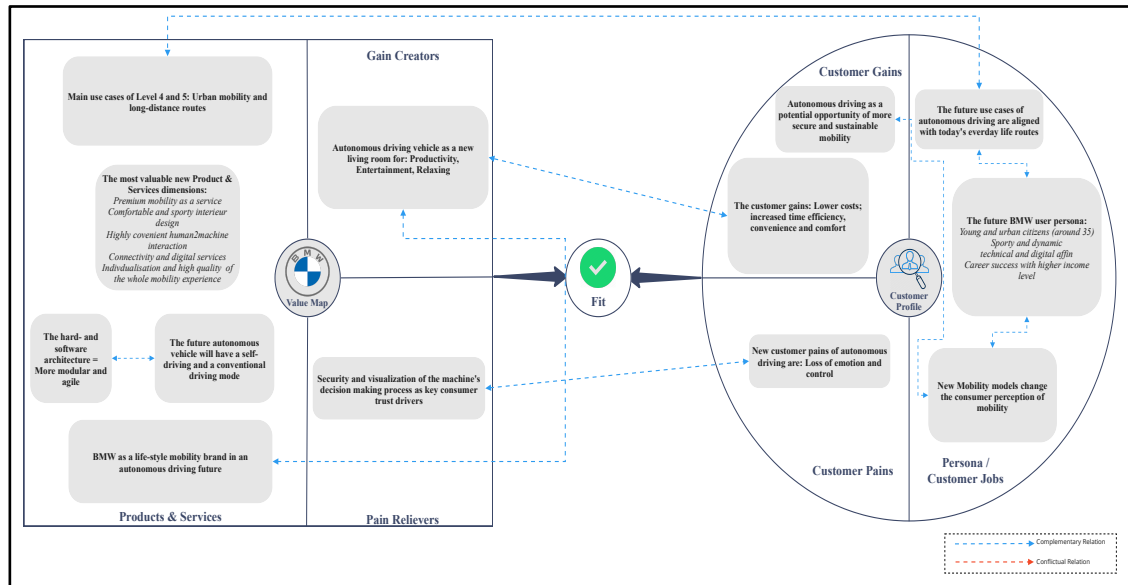 Gain Creators
Main use cases of Level 4 and 5: Urban mobility and
long-distance routes
Autonomous driving vehicle as a new
living room for: Productivity,
Entertainment, Relaxing
The most valuable new Product &
Services dimensions:
Premium mobility as a service
Comfortable and sporty interieur
design
Highly covenient human2machine
interaction
Connectivity and digital services
Indivdualisation and high quality of
the whole mobility experience
BMW
Value Map
The hard- and
software
architecture =
More modular and
agile
The future autonomous
vehicle will have a self-
driving and a conventional
driving mode
Security and visualization of the machine's
decision making process as key consumer
trust drivers
BMW as a life-style mobility brand in an
autonomous driving future
Products & Services
Pain Relievers
Fit
Customer Gains
Autonomous driving as a
potential opportunity of more
secure and sustainable
mobility
The future use cases of
autonomous driving are aligned
with today's everday life routes
The customer gains: Lower costs;
increased time efficiency,
convenience and comfort
The future BMW user persona:
Young and urban citizens (around 35)
Sporty and dynamic
technical and digital affin
Career success with higher income
level
Customer
Profile
New customer pains of autonomous
driving are: Loss of emotion and
control
New Mobility models change
the consumer perception of
mobility
Customer Pains
Persona /
Customer Jobs
Complementary Relation
Conflictual Relation